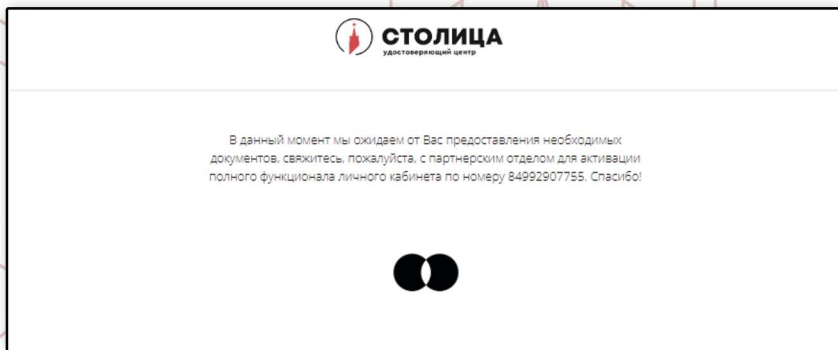 СТОЛИЦА
удостоверяющий центр
В данный момент мы ожидаем от Вас предоставления необходимых
документов, свяжитесь, пожалуйста, с партнерским отделом для активации
полного функционала личного кабинета по номеру 84992907755. Спасибо!